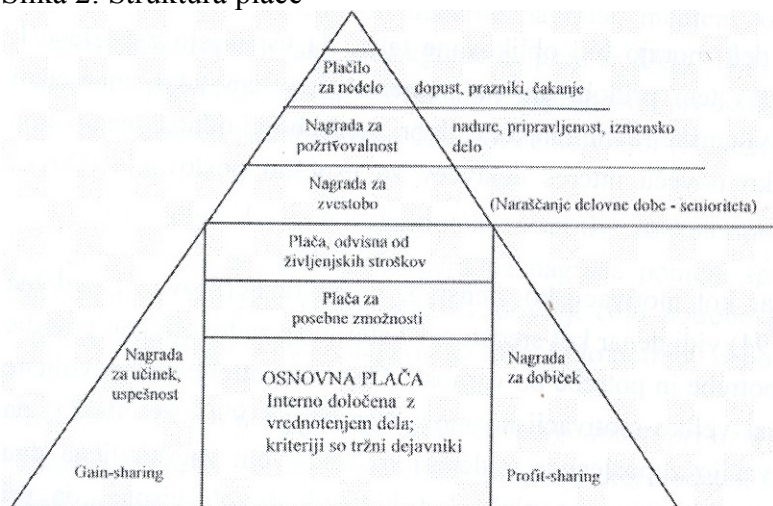 Slika 2: Struktura plače
Plačilo
za nedelo
dopust, prazniki, čakanje
Nagrada za
požrtvovalnost
nadure, pripravljenost, izmensko
delo
Nagrada za
zvestobo
(Naraščanje delovne dobe - senioriteta)
Plača, odvisna od
življenjskih stroškov
Plača za
posebne zmožnosti
Nagrada
za učinek,
uspešnost
OSNOVNA PLAČA
Interno določena z
vrednotenjem dela;
kriteriji so tržni dejavniki
Nagrada
za dobiček
Gain-sharing
Profit-sharing